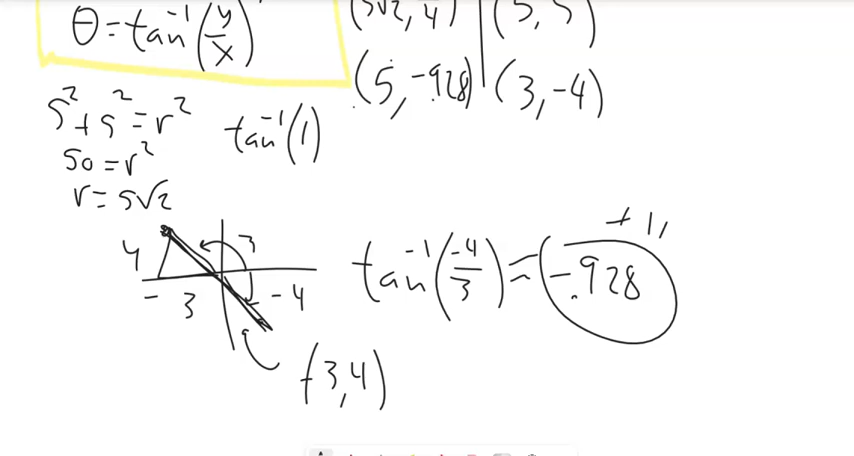 θ = tan⁻¹(y/x)
(5√2, 4) | (5, 5)
(5, -.928) | (3, -4)
5² + 5² = r²
50 = r²
r = 5√2
tan⁻¹(1)
4
3
- 3
- 4
tan⁻¹(-4/3) ≈ -.928
(-3, 4)